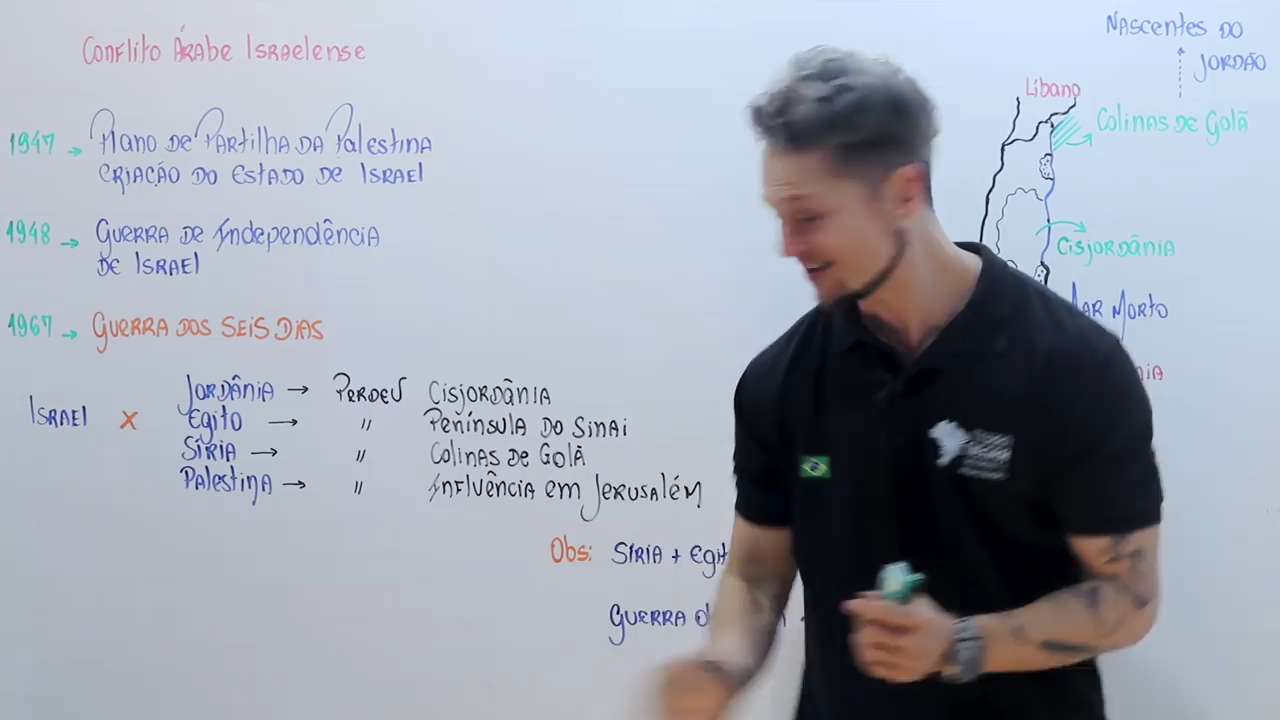 Conflito Árabe Israelense
1947 → Plano de Partilha da Palestina
criação do Estado de Israel
1948 → Guerra de Independência
de Israel
1967 → Guerra dos Seis Dias
Israel X
Jordânia → Perdeu Cisjordânia
Egito → " Península do Sinai
Síria → " Colinas de Golã
Palestina → " Influência em Jerusalém
Obs: Síria +
Guerra
Nascentes do
Jordão
Líbano
Colinas de Golã
Cisjordânia
Morto